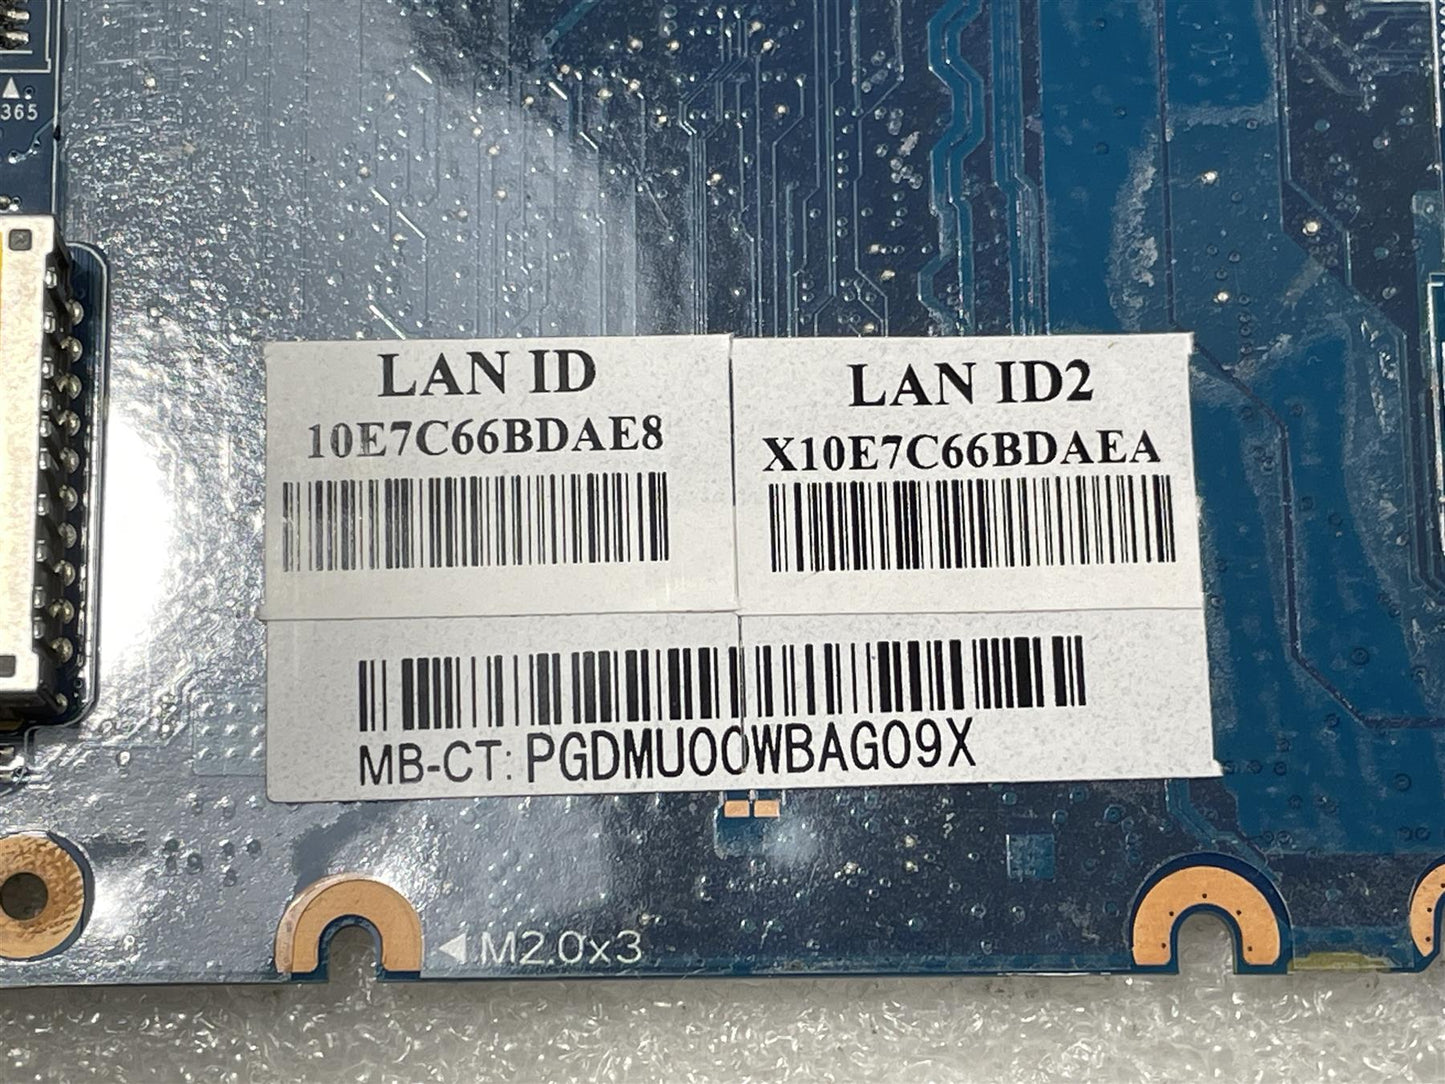 365
LAN ID
10E7C66BDAE8
LAN ID2
X10E7C66BDAEA
MB-CT: PGDMU00WBAG09X
M2.0x3